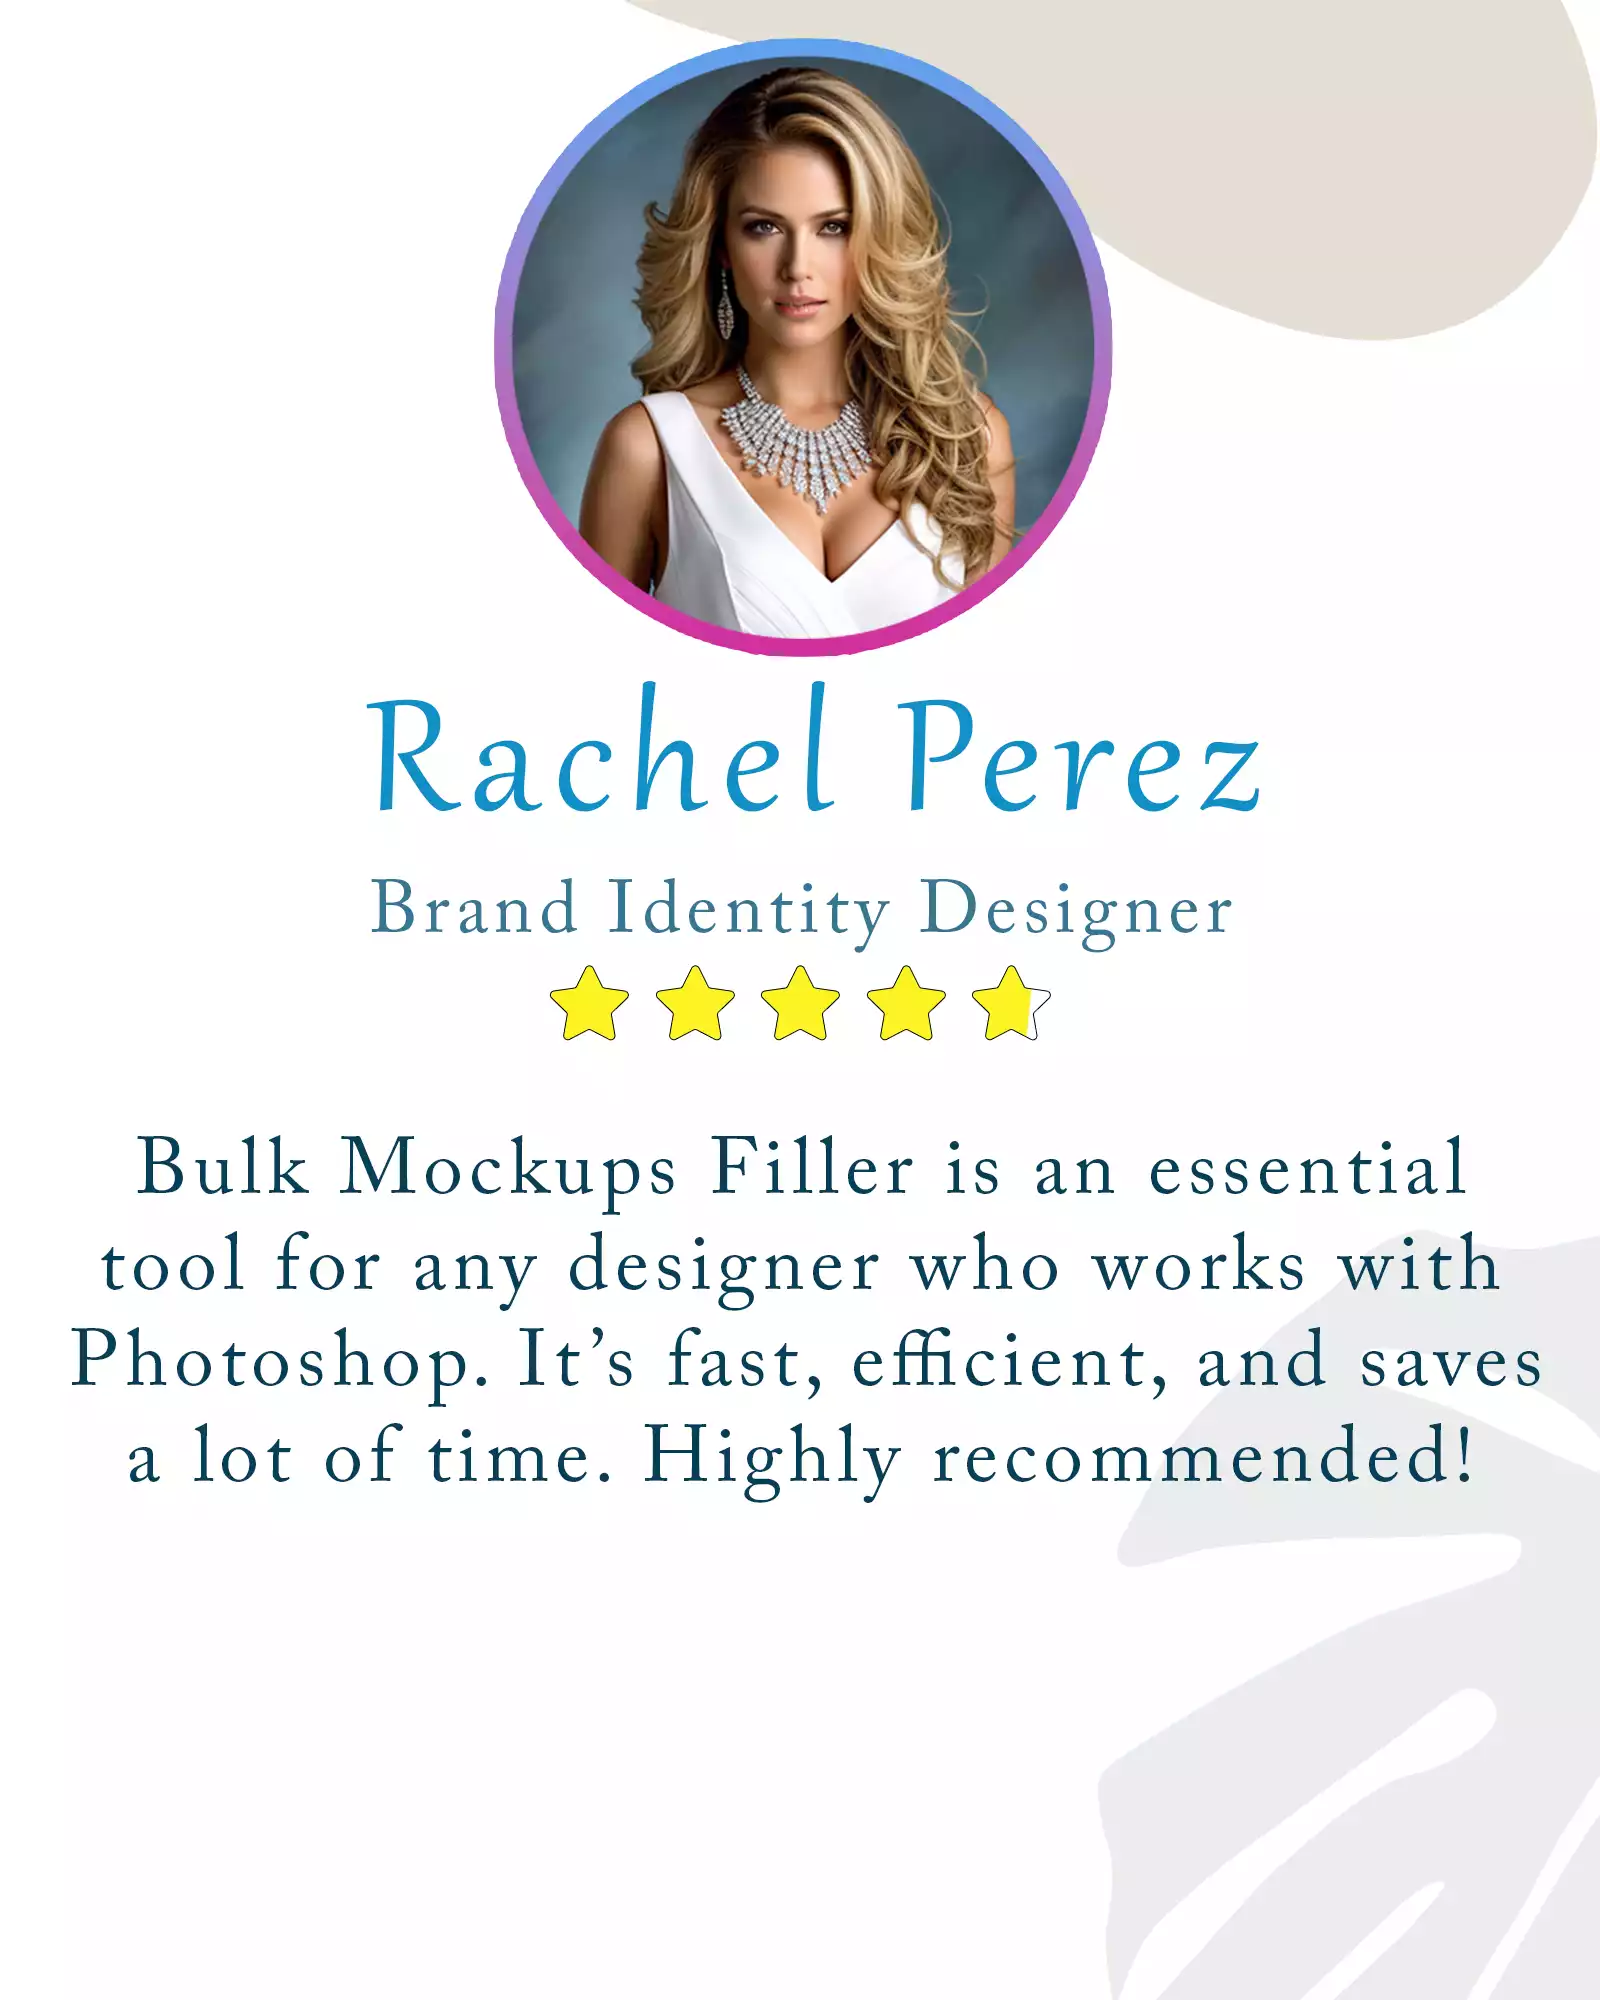 Rachel Perez
Brand Identity Designer
Bulk Mockups Filler is an essential
tool for any designer who works with
Photoshop. It’s fast, efficient, and saves
a lot of time. Highly recommended!